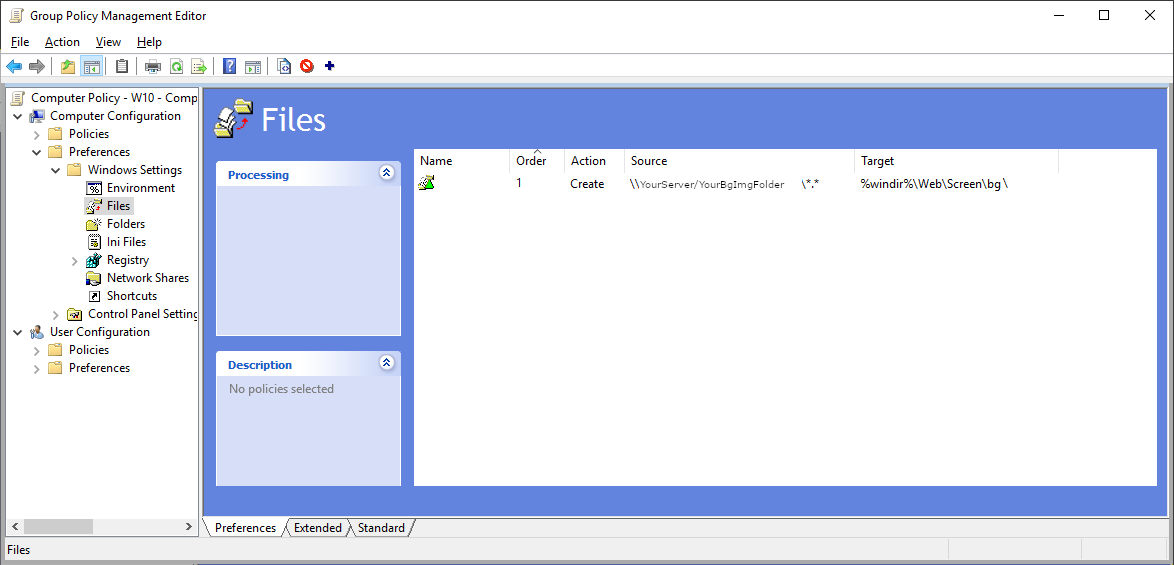 Group Policy Management Editor
File Action View Help
Computer Policy - W10 - Comp
Computer Configuration
Policies
Preferences
Windows Settings
Environment
Files
Folders
Ini Files
Registry
Network Shares
Shortcuts
Control Panel Setting
User Configuration
Policies
Preferences
Files
Processing
Description
No policies selected
Name Order Action Source Target
1 Create \\YourServer/YourBgImgFolder \*.* %windir%\Web\Screen\bg\
Preferences Extended Standard
Files